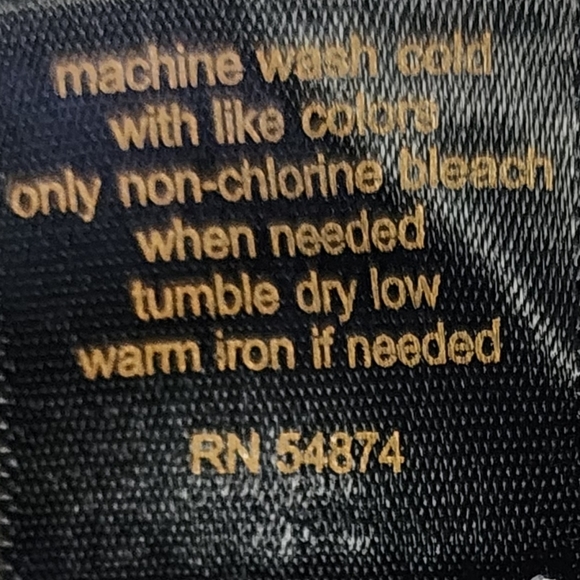 machine wash cold
with like colors
only non-chlorine bleach
when needed
tumble dry low
warm iron if needed
RN 54874